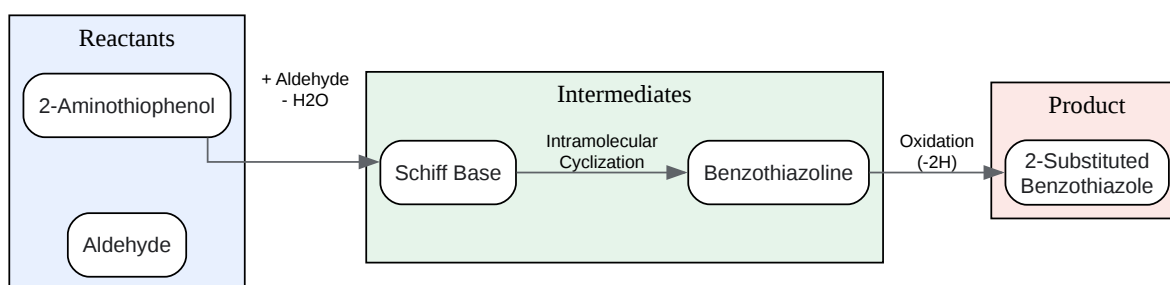 Reactants
2-Aminothiophenol
Aldehyde
+ Aldehyde
- H2O
Intermediates
Schiff Base
Intramolecular
Cyclization
Benzothiazoline
Oxidation
(-2H)
Product
2-Substituted
Benzothiazole